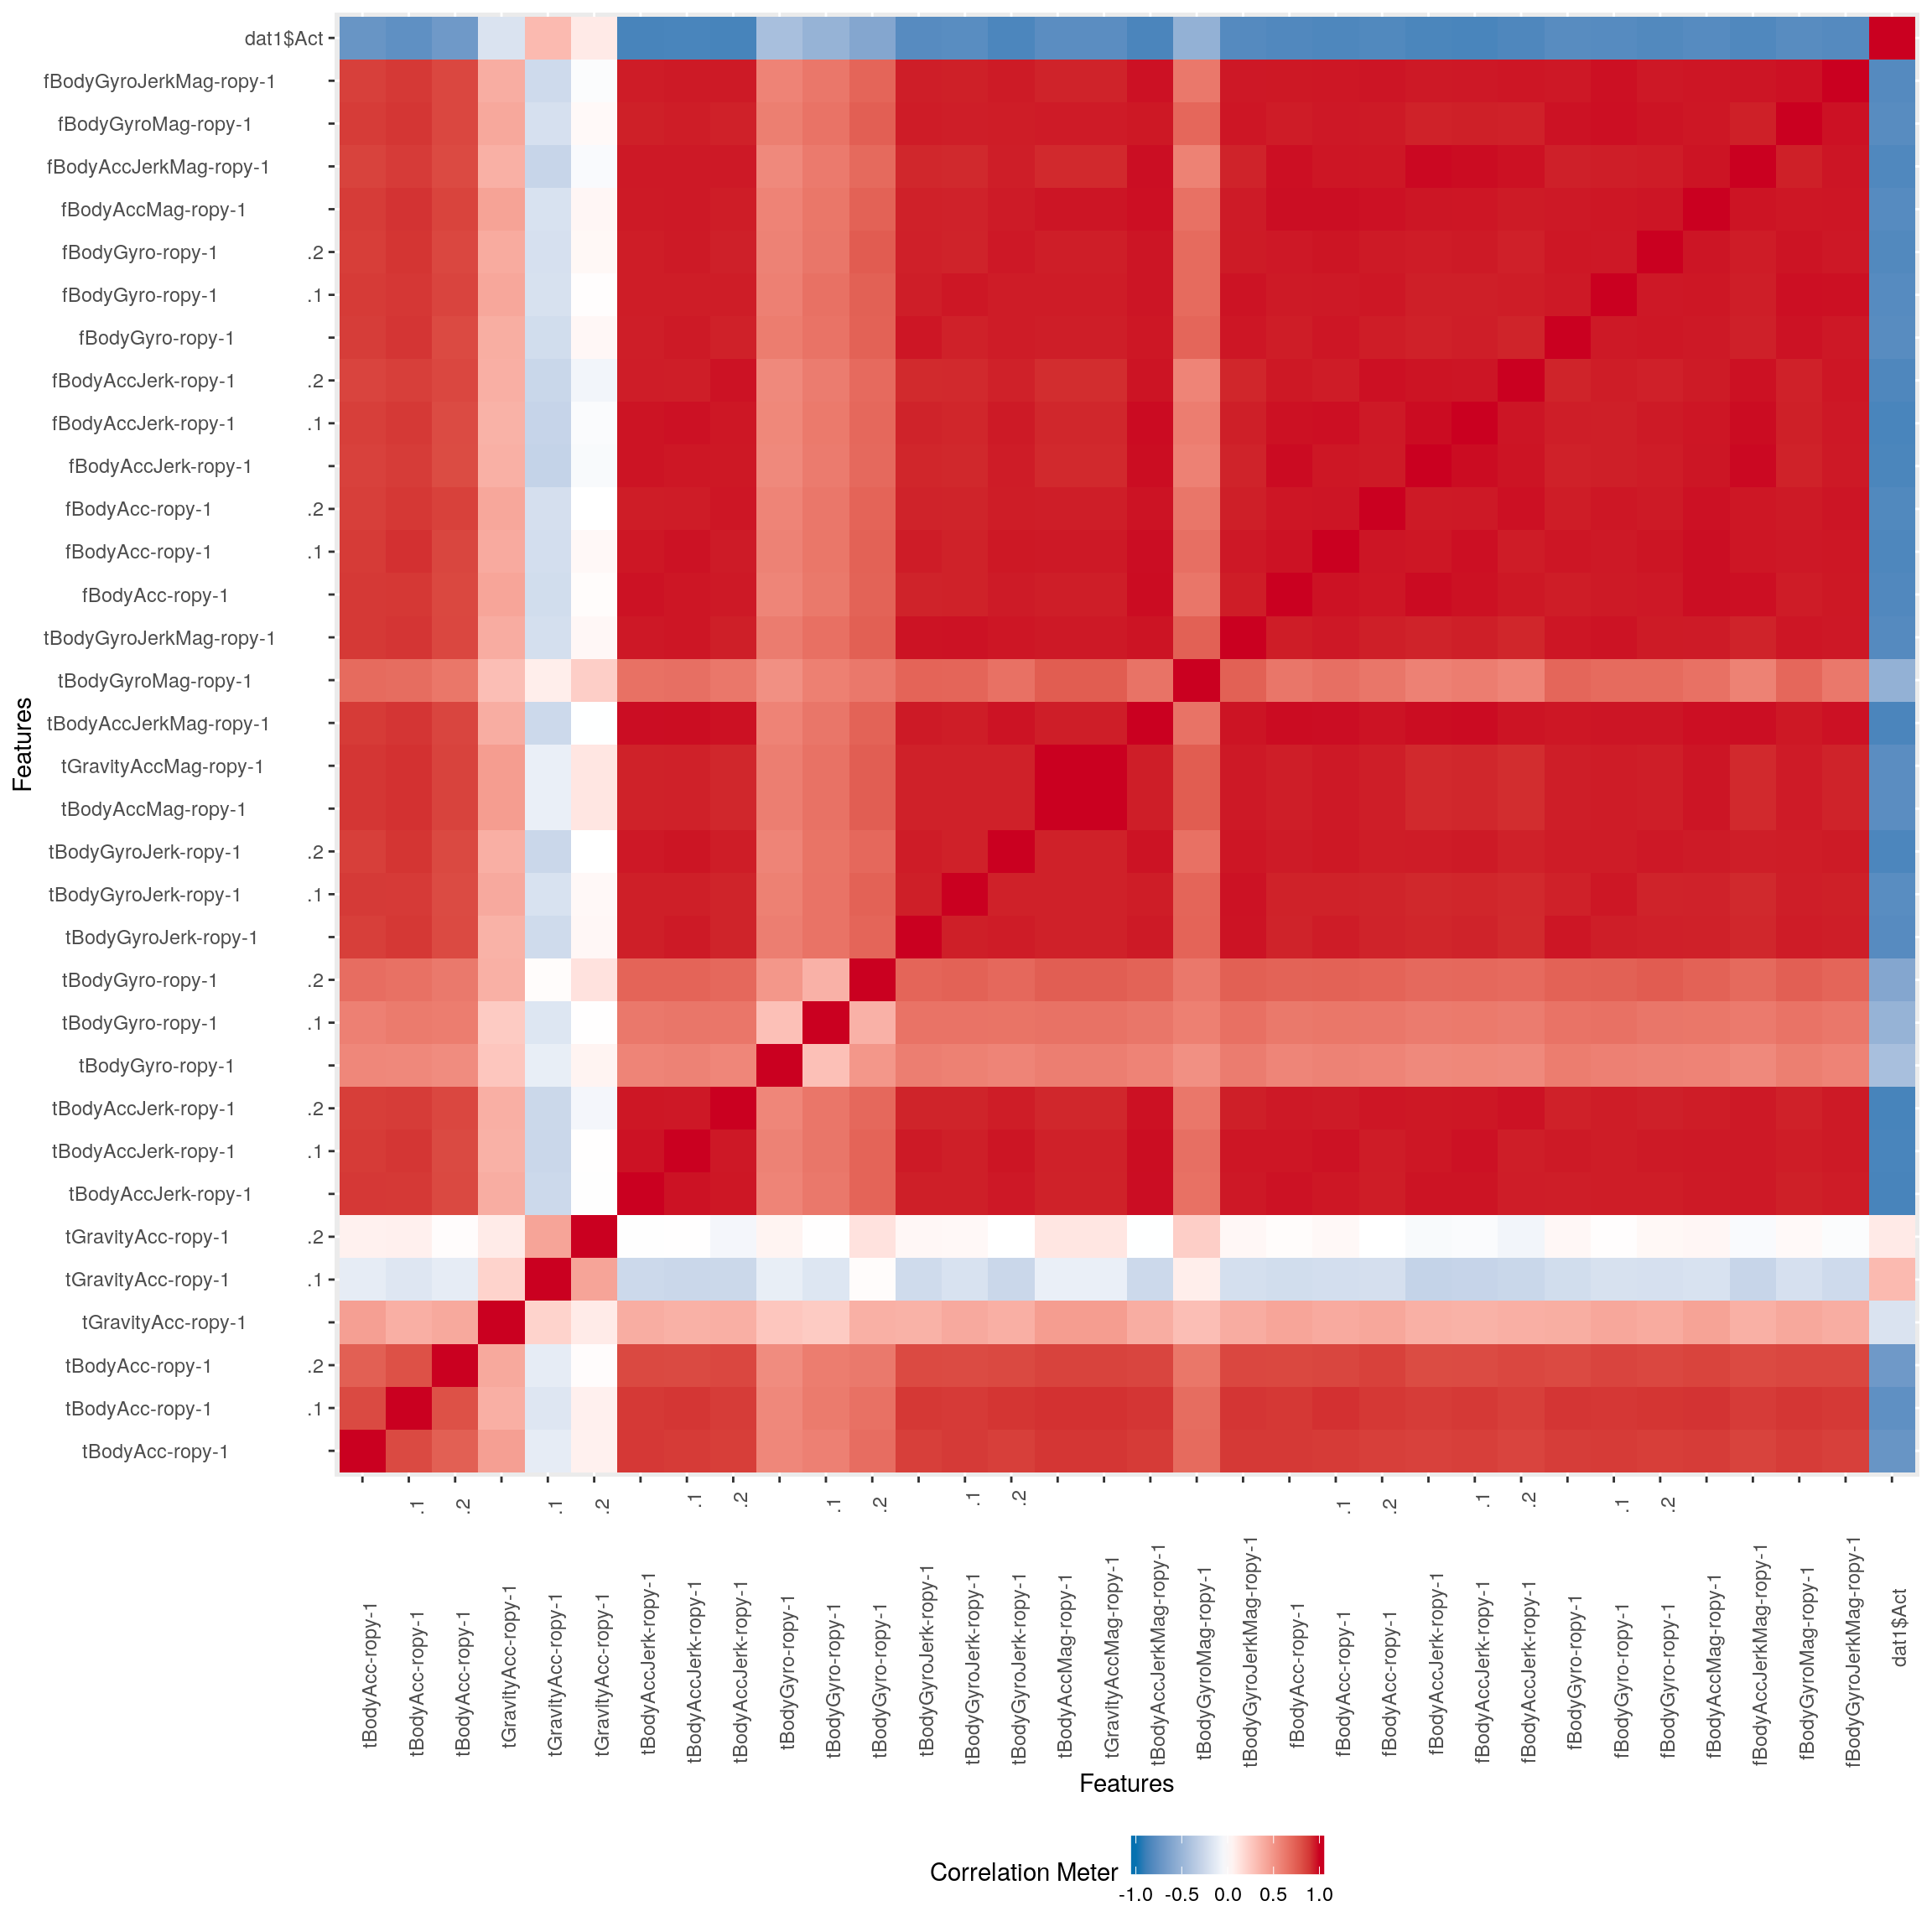 dat1$Act
fBodyGyroJerkMag-ropy-1
fBodyGyroMag-ropy-1
fBodyAccJerkMag-ropy-1
fBodyAccMag-ropy-1
fBodyGyro-ropy-1 .2
fBodyGyro-ropy-1 .1
fBodyGyro-ropy-1
fBodyAccJerk-ropy-1 .2
fBodyAccJerk-ropy-1 .1
fBodyAccJerk-ropy-1
fBodyAcc-ropy-1 .2
fBodyAcc-ropy-1 .1
fBodyAcc-ropy-1
tBodyGyroJerkMag-ropy-1
tBodyGyroMag-ropy-1
tBodyAccJerkMag-ropy-1
tGravityAccMag-ropy-1
tBodyAccMag-ropy-1
tBodyGyroJerk-ropy-1 .2
tBodyGyroJerk-ropy-1 .1
tBodyGyroJerk-ropy-1
tBodyGyro-ropy-1 .2
tBodyGyro-ropy-1 .1
tBodyGyro-ropy-1
tBodyAccJerk-ropy-1 .2
tBodyAccJerk-ropy-1 .1
tBodyAccJerk-ropy-1
tGravityAcc-ropy-1 .2
tGravityAcc-ropy-1 .1
tGravityAcc-ropy-1
tBodyAcc-ropy-1 .2
tBodyAcc-ropy-1 .1
tBodyAcc-ropy-1
Features
tBodyAcc-ropy-1
tBodyAcc-ropy-1 .1
tBodyAcc-ropy-1 .2
tGravityAcc-ropy-1
tGravityAcc-ropy-1 .1
tGravityAcc-ropy-1 .2
tBodyAccJerk-ropy-1
tBodyAccJerk-ropy-1 .1
tBodyAccJerk-ropy-1 .2
tBodyGyro-ropy-1
tBodyGyro-ropy-1 .1
tBodyGyro-ropy-1 .2
tBodyGyroJerk-ropy-1
tBodyGyroJerk-ropy-1 .1
tBodyGyroJerk-ropy-1 .2
tBodyAccMag-ropy-1
tGravityAccMag-ropy-1
tBodyAccJerkMag-ropy-1
tBodyGyroMag-ropy-1
tBodyGyroJerkMag-ropy-1
fBodyAcc-ropy-1
fBodyAcc-ropy-1 .1
fBodyAcc-ropy-1 .2
fBodyAccJerk-ropy-1
fBodyAccJerk-ropy-1 .1
fBodyAccJerk-ropy-1 .2
fBodyGyro-ropy-1
fBodyGyro-ropy-1 .1
fBodyGyro-ropy-1 .2
fBodyAccMag-ropy-1
fBodyAccJerkMag-ropy-1
fBodyGyroMag-ropy-1
fBodyGyroJerkMag-ropy-1
dat1$Act
Features
Correlation Meter
-1.0 -0.5 0.0 0.5 1.0